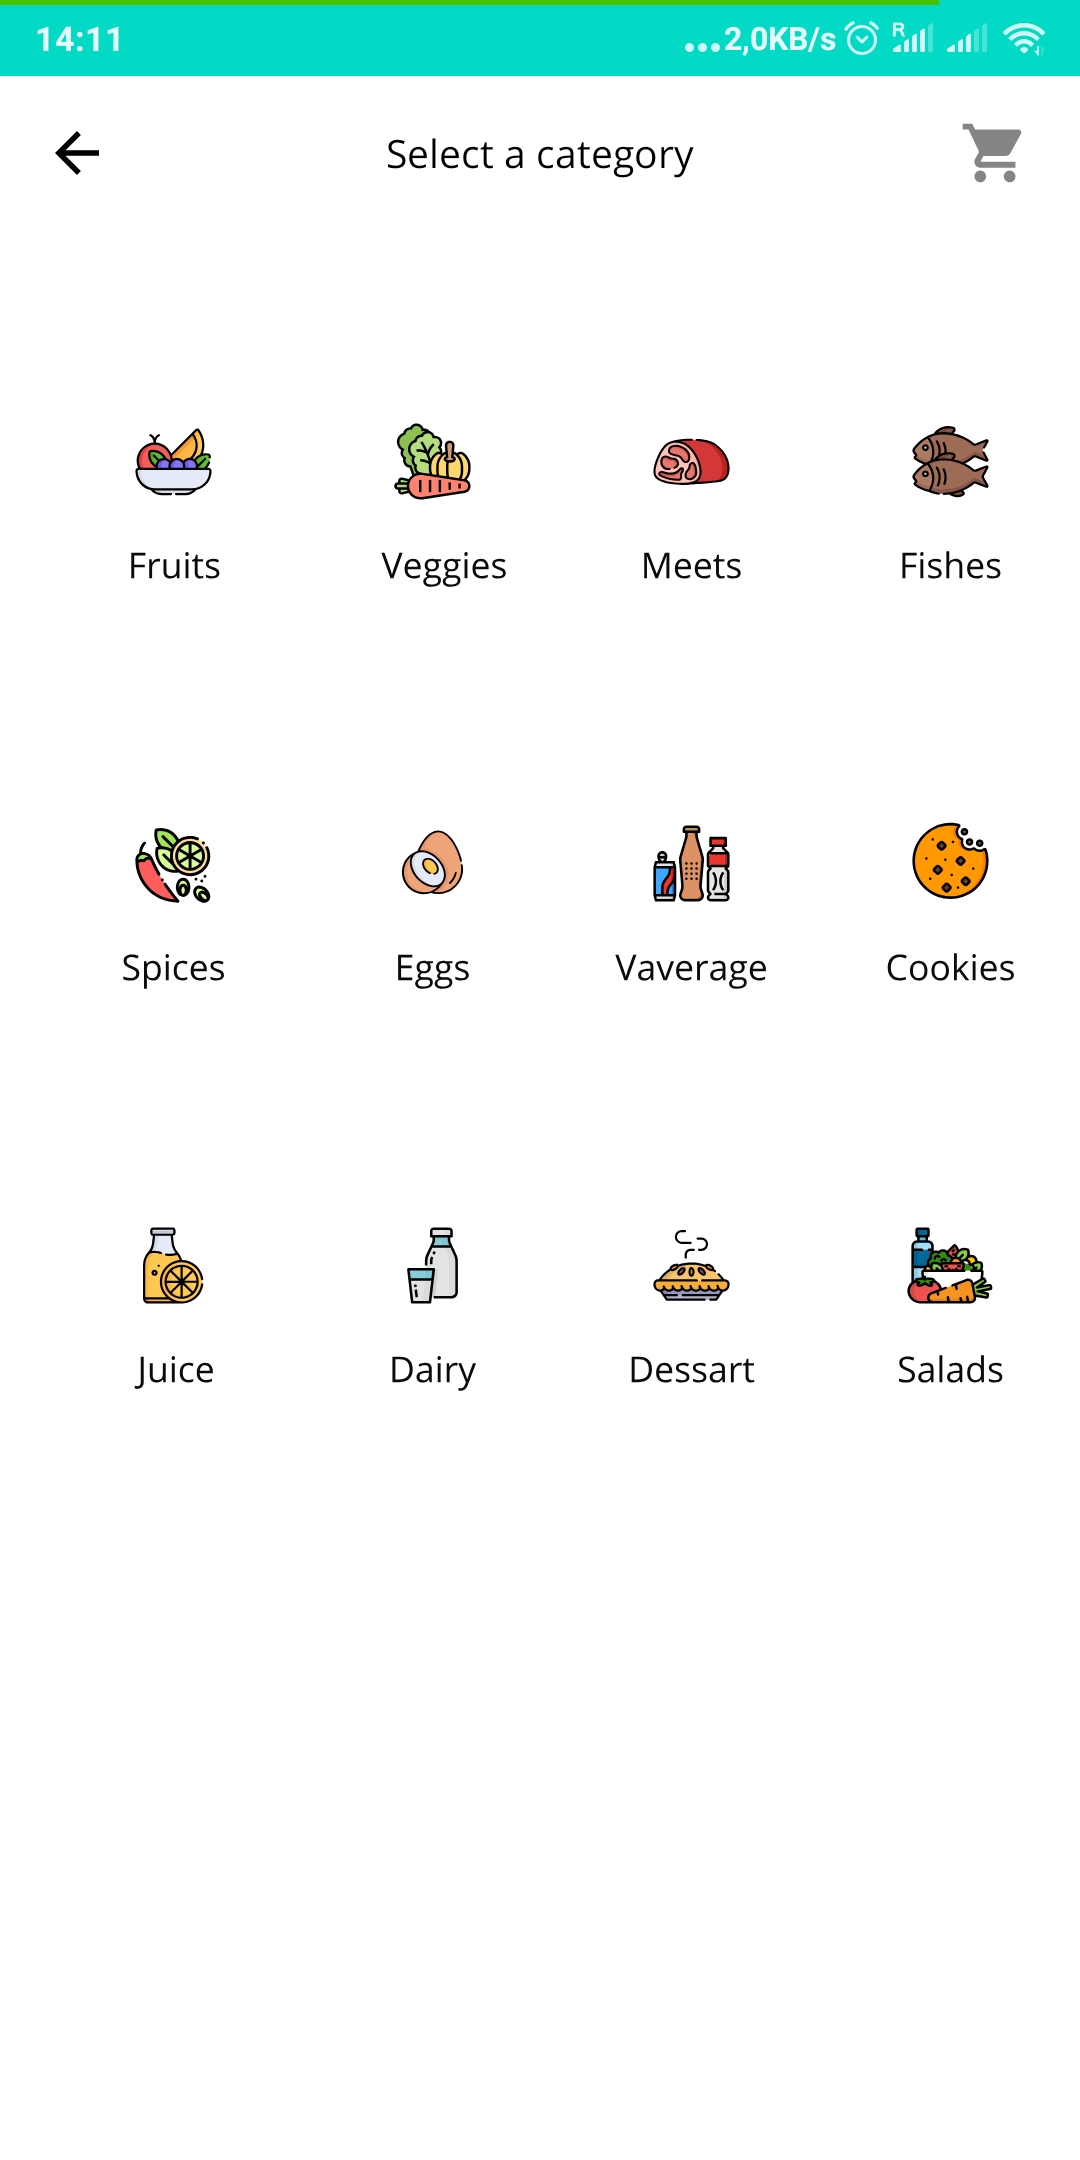 14:11 ...2,0KB/s R
Select a category
Fruits Veggies Meets Fishes
Spices Eggs Vaverage Cookies
Juice Dairy Dessart Salads